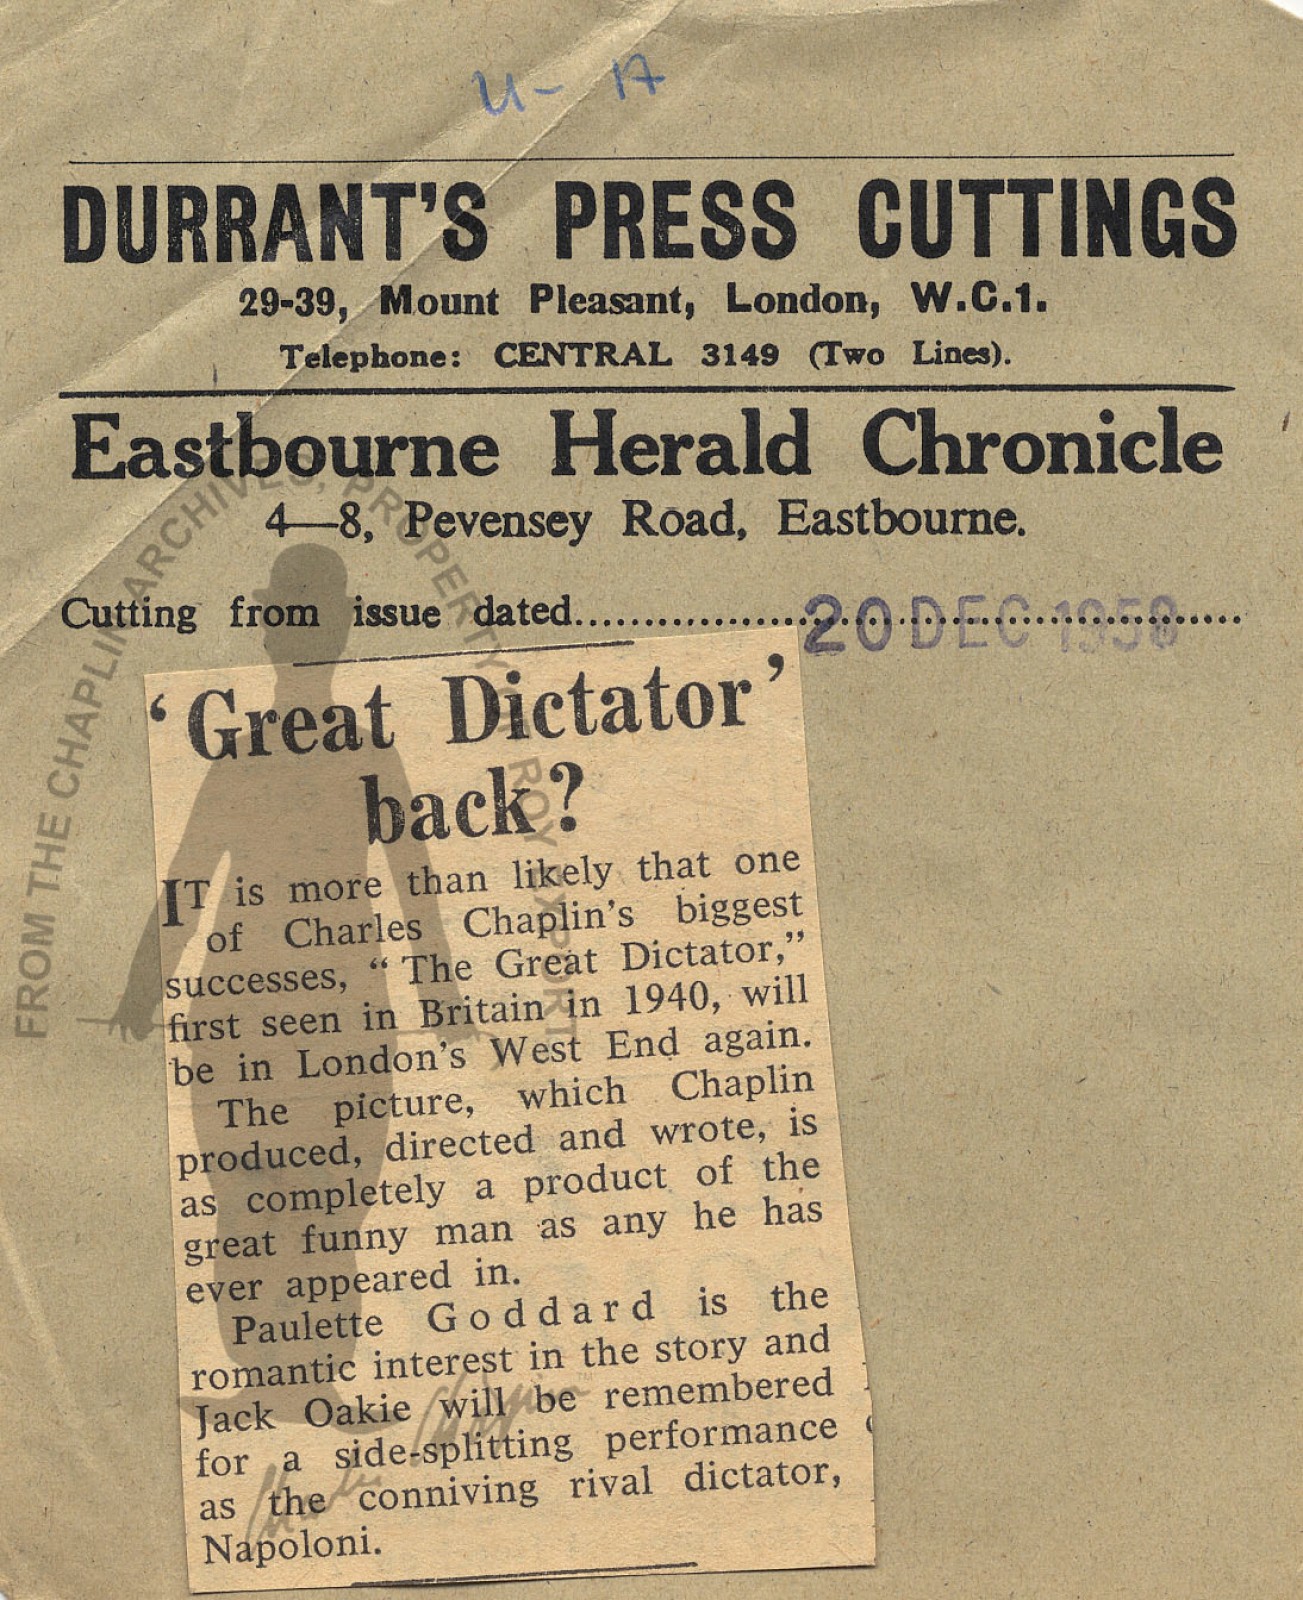 DURRANT'S PRESS CUTTINGS
29-39, Mount Pleasant, London, W.C.1.
Telephone: CENTRAL 3149 (Two Lines).
Eastbourne Herald Chronicle
4—8, Pevensey Road, Eastbourne.
Cutting from issue dated 20 DEC 1958
‘Great Dictator’
back?
IT is more than likely that one
of Charles Chaplin's biggest
successes, “The Great Dictator,”
first seen in Britain in 1940, will
be in London's West End again.
The picture, which Chaplin
produced, directed and wrote, is
as completely a product of the
great funny man as any he has
ever appeared in.
Paulette Goddard is the
romantic interest in the story and
Jack Oakie will be remembered
for a side-splitting performance
as the conniving rival dictator,
Napoloni.
FROM THE CHAPLIN ARCHIVES, PROPERTY OF ROY EXPORT